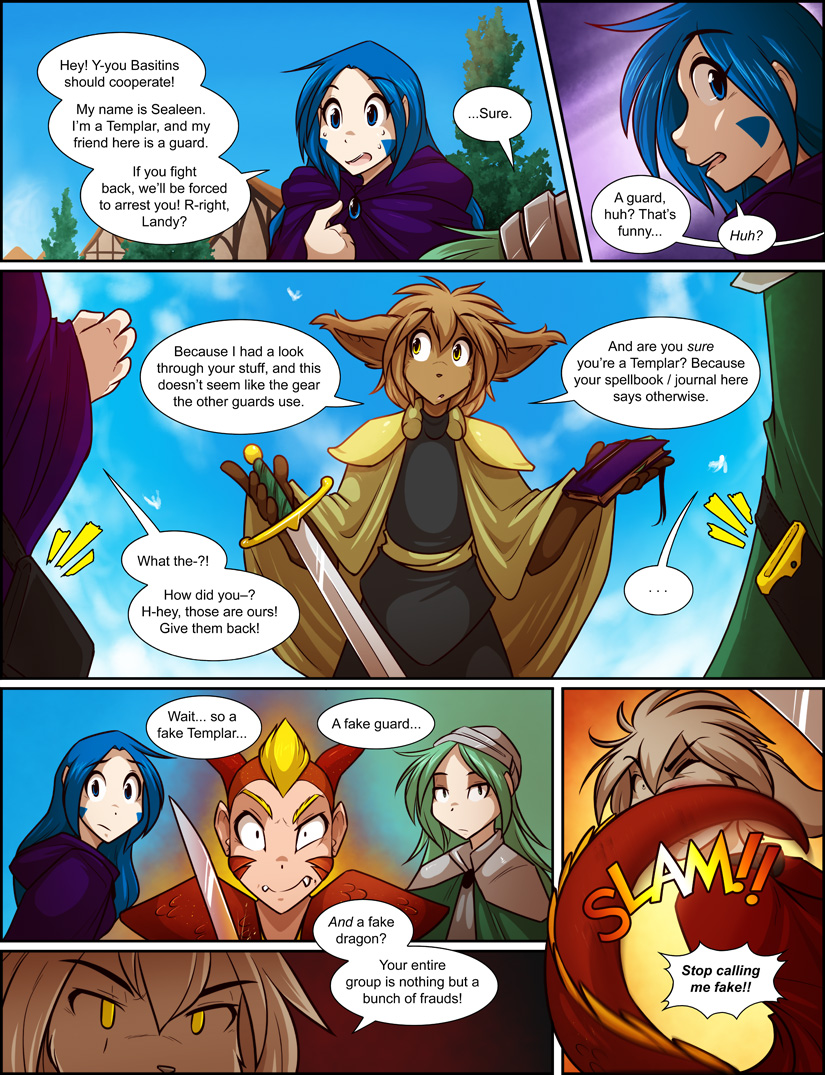 Hey! Y-you Basitins
should cooperate!
My name is Sealeen.
I'm a Templar, and my
friend here is a guard.
If you fight
back, we'll be forced
to arrest you! R-right,
Landy?
...Sure.
A guard,
huh? That's
funny...
Huh?
Because I had a look
through your stuff, and this
doesn't seem like the gear
the other guards use.
And are you sure
you're a Templar? Because
your spellbook / journal here
says otherwise.
What the-?!
How did you–?
H-hey, those are ours!
Give them back!
. . .
Wait... so a
fake Templar...
A fake guard...
And a fake
dragon?
Your entire
group is nothing but a
bunch of frauds!
SLAM!!
Stop calling
me fake!!